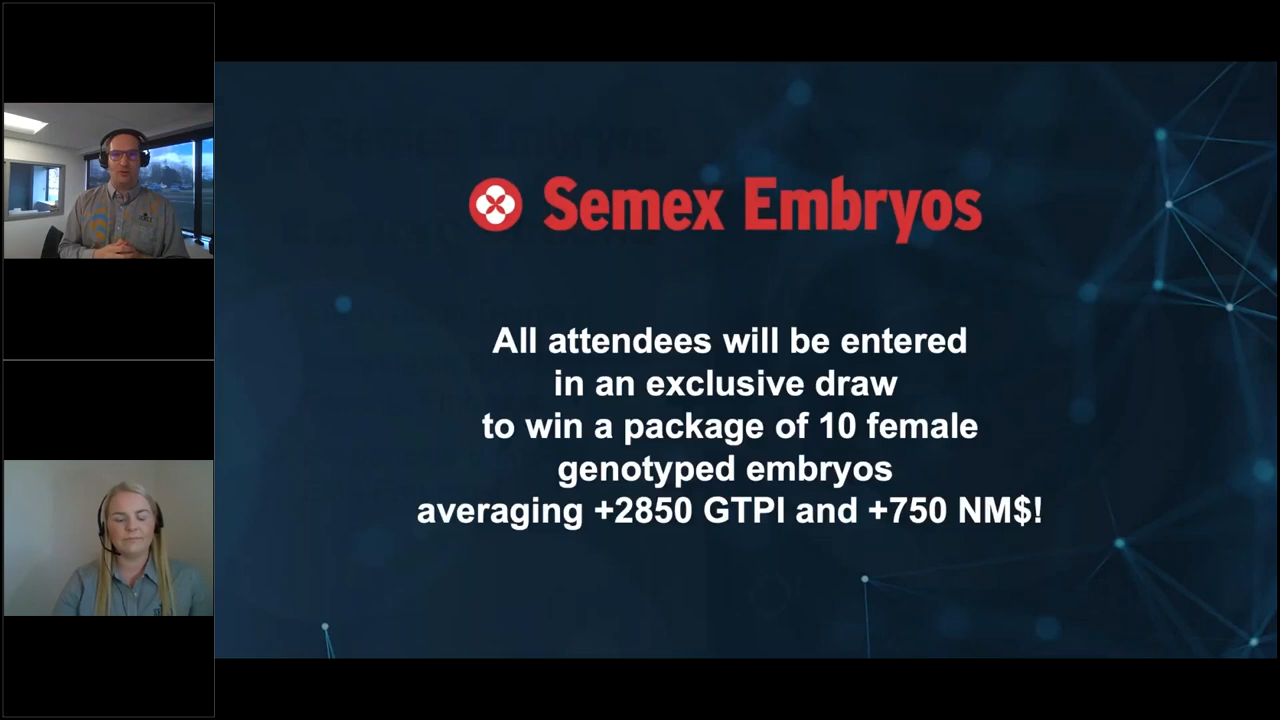 Semex Embryos
All attendees will be entered
in an exclusive draw
to win a package of 10 female
genotyped embryos
averaging +2850 GTPI and +750 NM$!